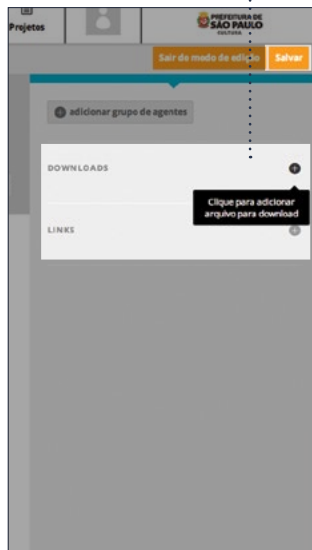 Projetos
PREFEITURA DE
SÃO PAULO
CULTURA
Sair do modo de edição
Salvar
adicionar grupo de agentes
DOWNLOADS
Clique para adicionar
arquivo para download
LINKS